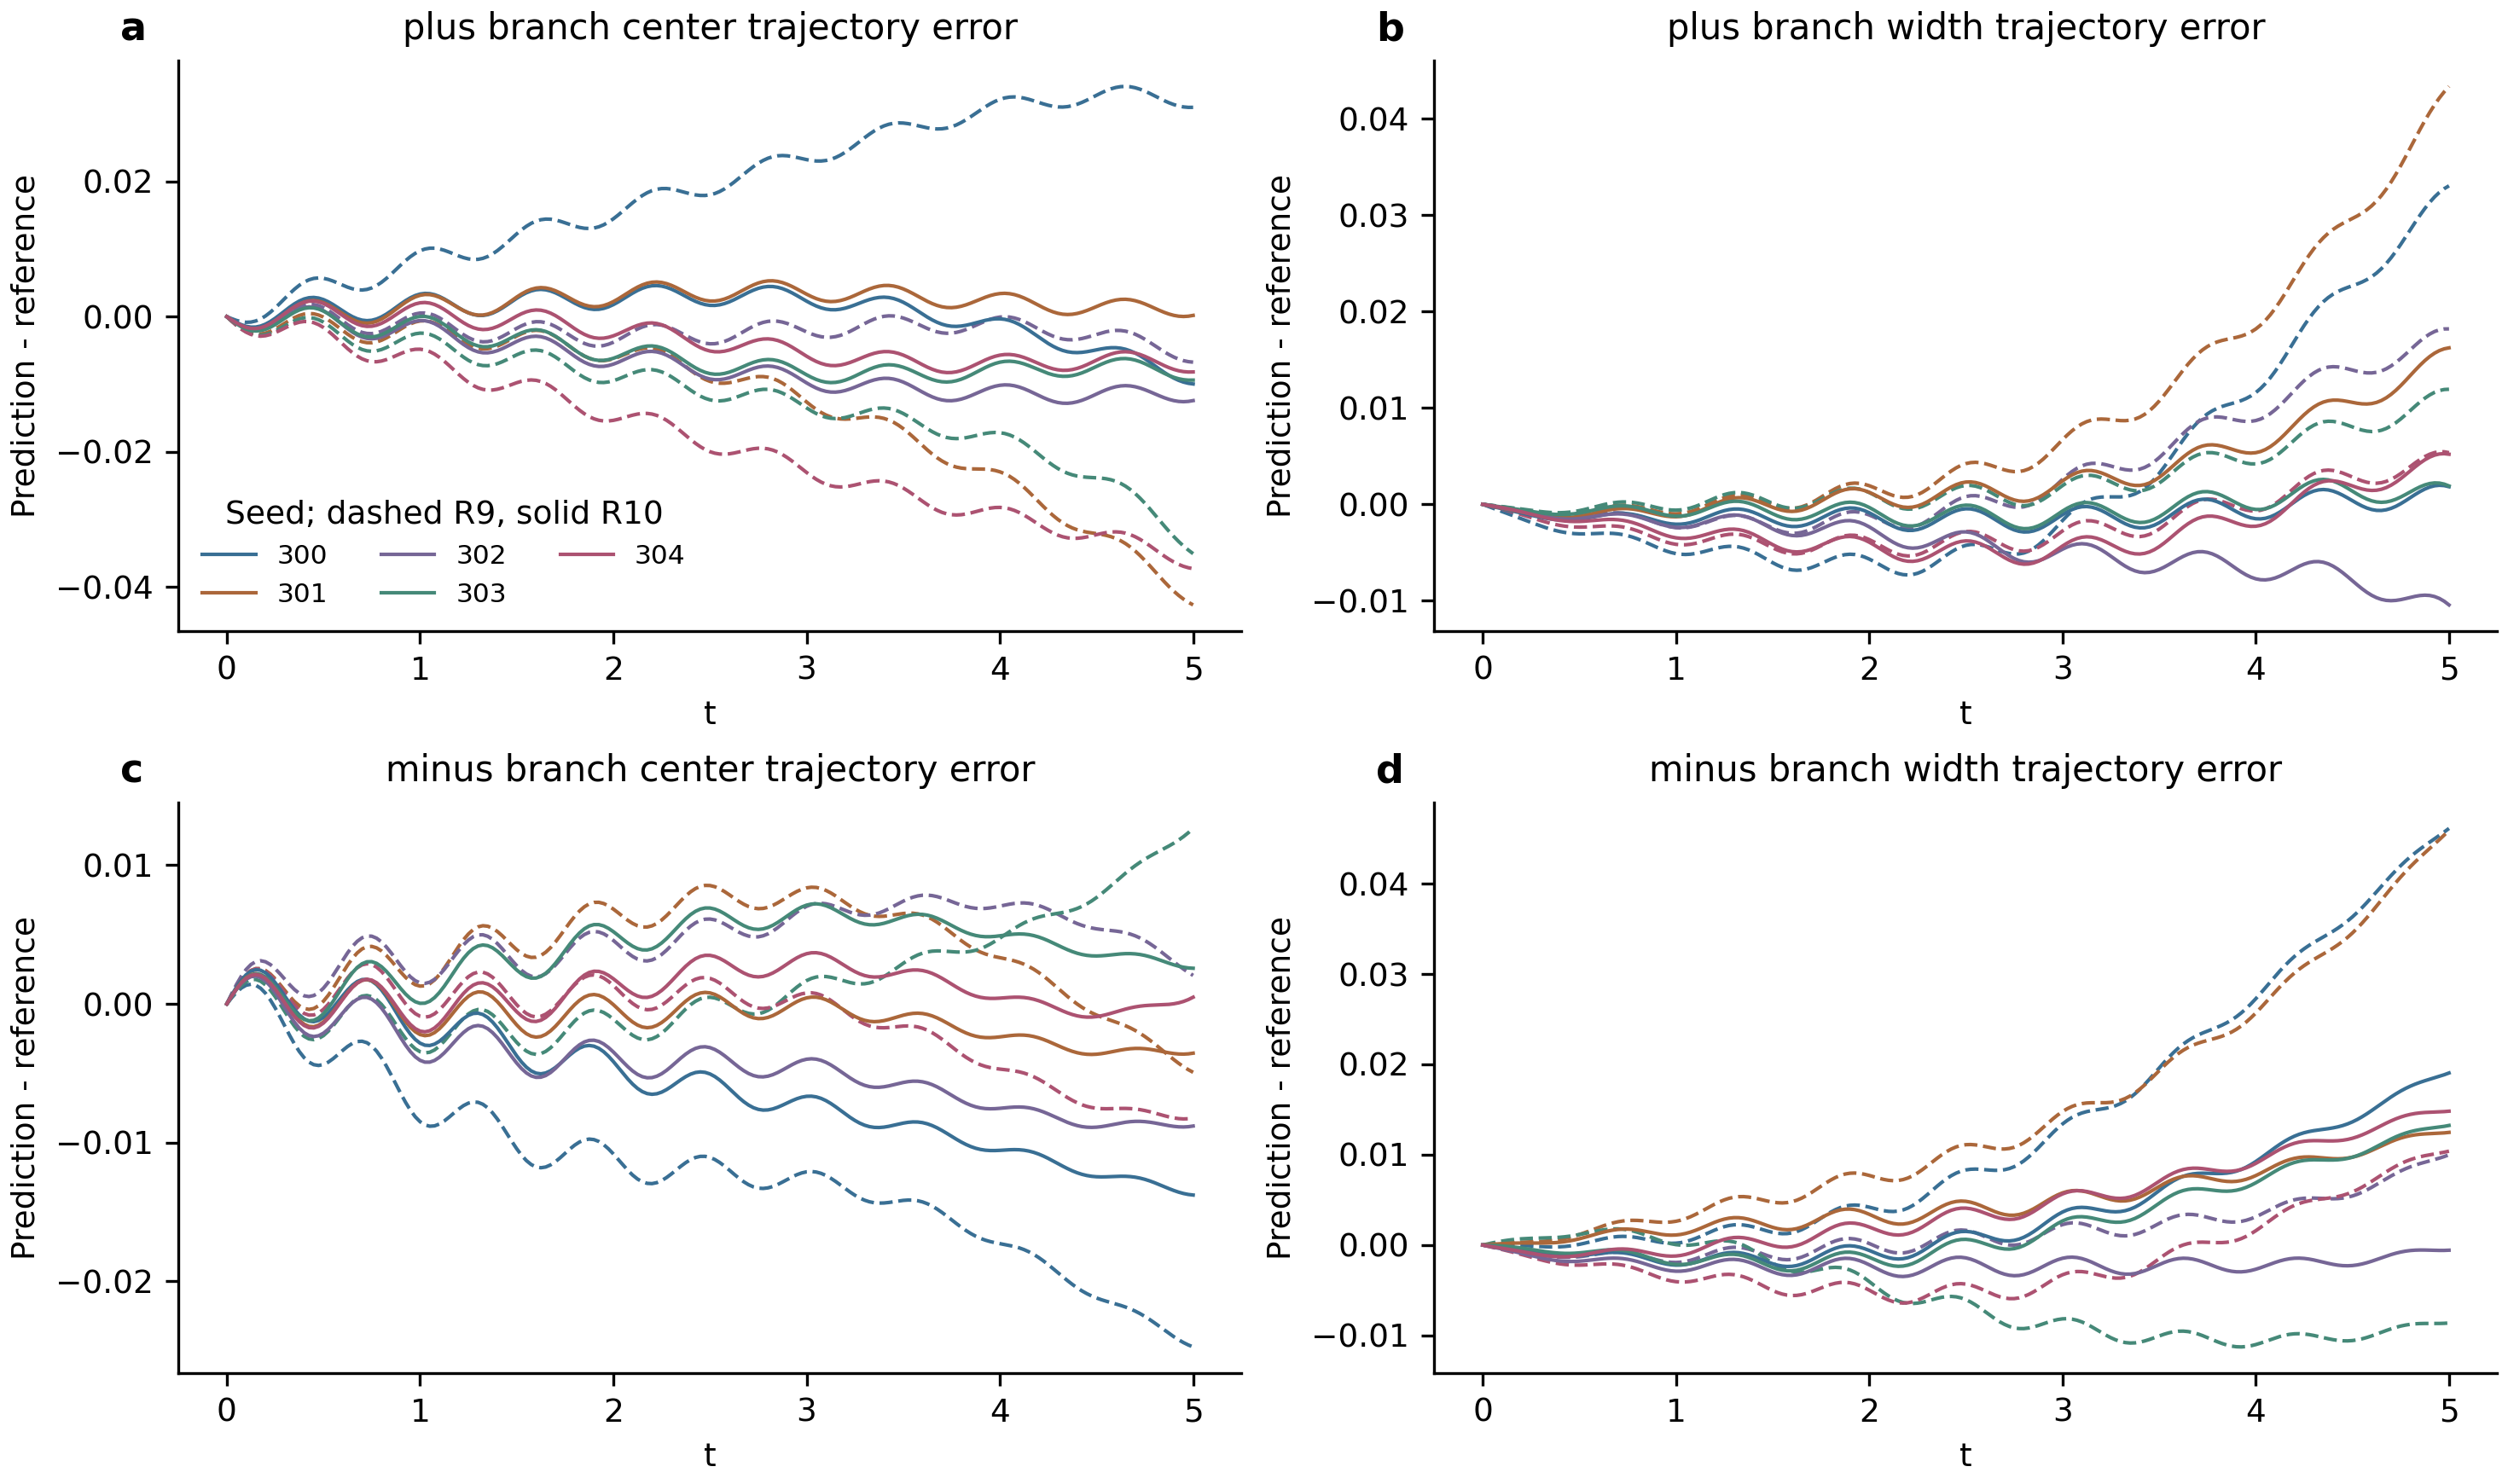 a
plus branch center trajectory error
Prediction - reference
0.02
0.00
−0.02
−0.04
Seed; dashed R9, solid R10
300
302
304
301
303
0 1 2 3 4 5
t
b
plus branch width trajectory error
Prediction - reference
0.04
0.03
0.02
0.01
0.00
−0.01
0 1 2 3 4 5
t
c
minus branch center trajectory error
Prediction - reference
0.01
0.00
−0.01
−0.02
0 1 2 3 4 5
t
d
minus branch width trajectory error
Prediction - reference
0.04
0.03
0.02
0.01
0.00
−0.01
0 1 2 3 4 5
t